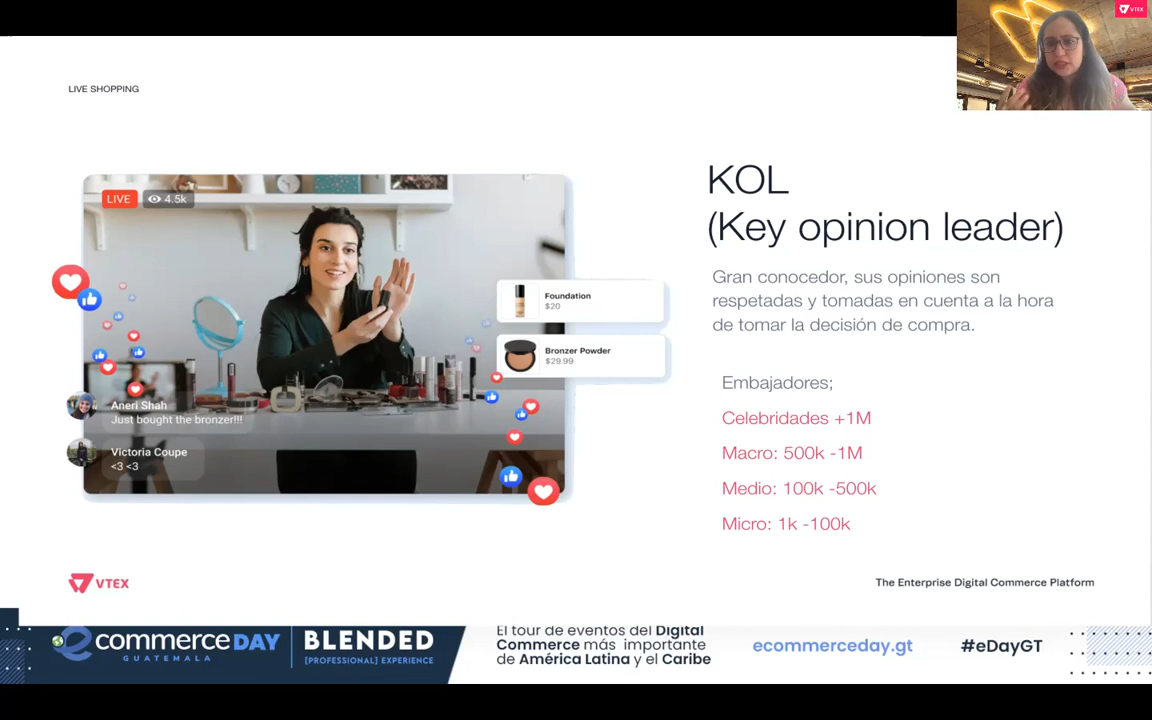 VTEX
LIVE SHOPPING
LIVE
4.5k
Foundation
$20
Bronzer Powder
$29.99
Aneri Shah
Just bought the bronzer!!!
Victoria Coupe
<3 <3
KOL
(Key opinion leader)
Gran conocedor, sus opiniones son
respetadas y tomadas en cuenta a la hora
de tomar la decisión de compra.
Embajadores;
Celebridades +1M
Macro: 500k -1M
Medio: 100k -500k
Micro: 1k -100k
VTEX
The Enterprise Digital Commerce Platform
ecommerce DAY
GUATEMALA
BLENDED
[PROFESSIONAL] EXPERIENCE
El tour de eventos del Digital
Commerce más importante
de América Latina y el Caribe
ecommerceday.gt
#eDayGT